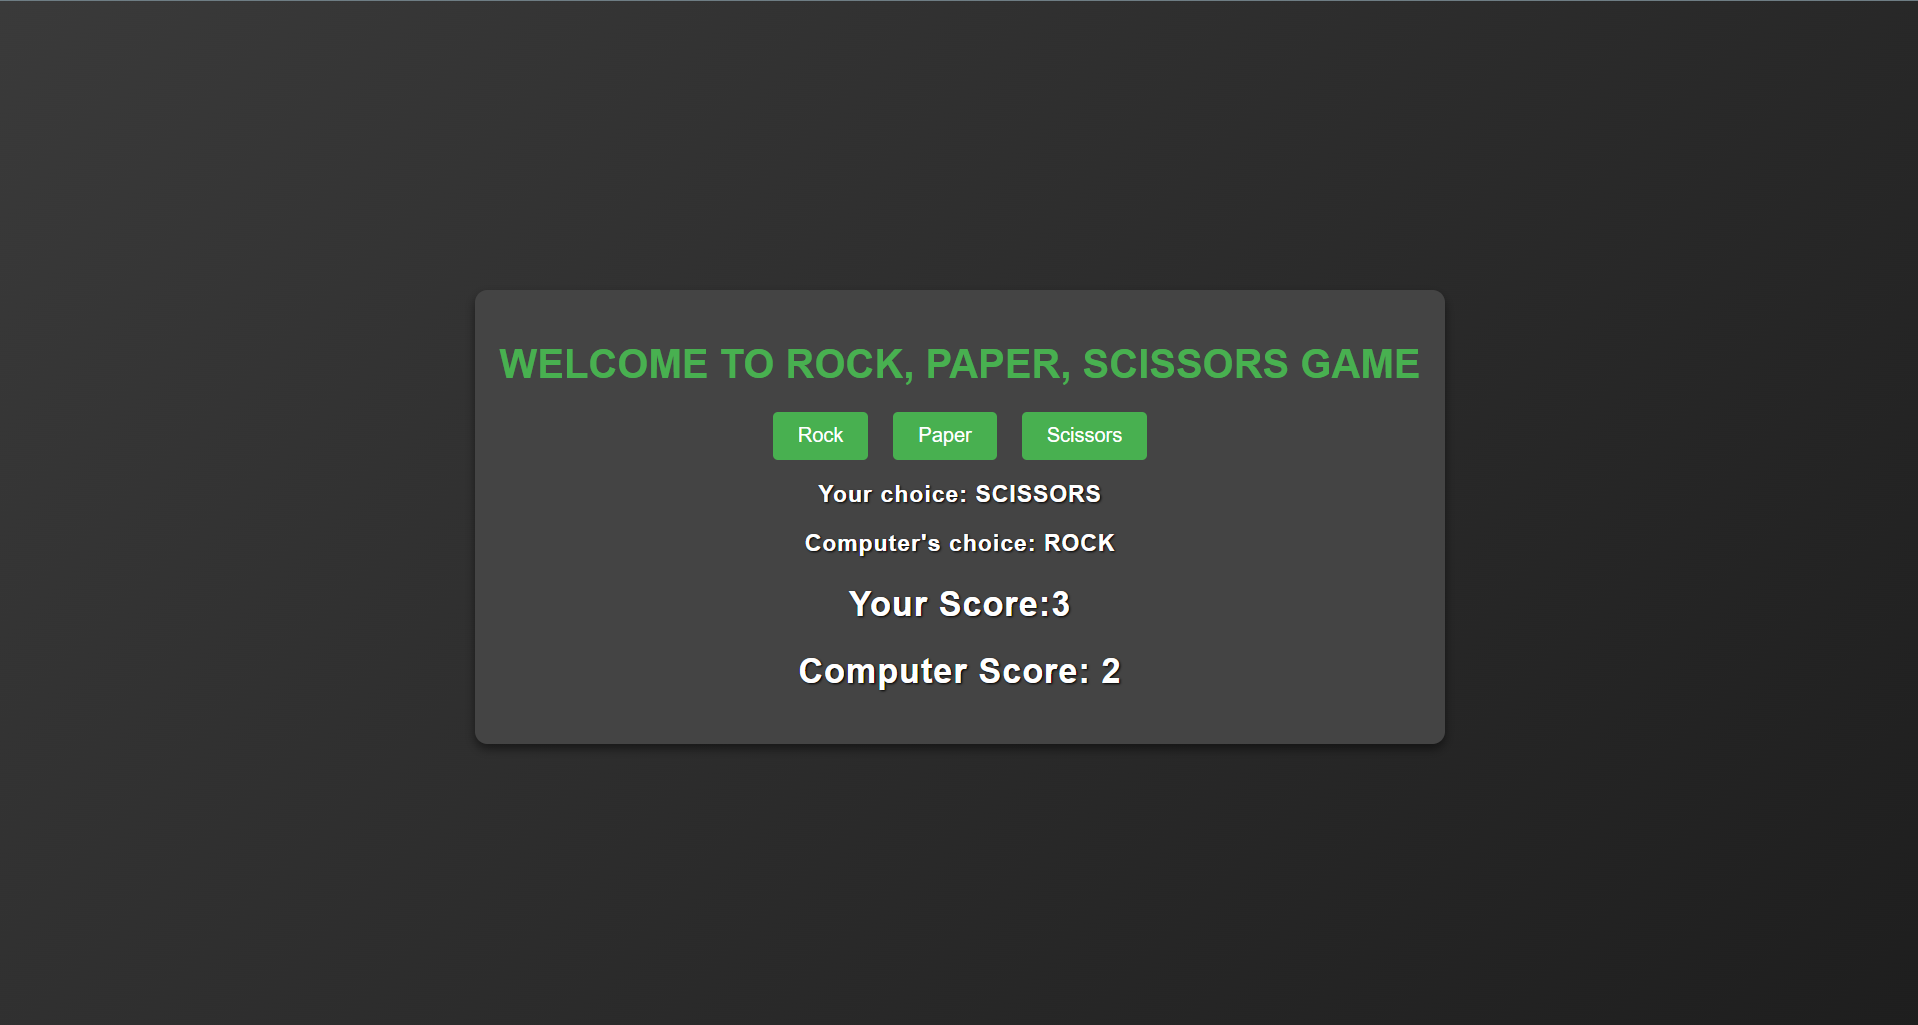 WELCOME TO ROCK, PAPER, SCISSORS GAME
Rock Paper Scissors
Your choice: SCISSORS
Computer's choice: ROCK
Your Score:3
Computer Score: 2